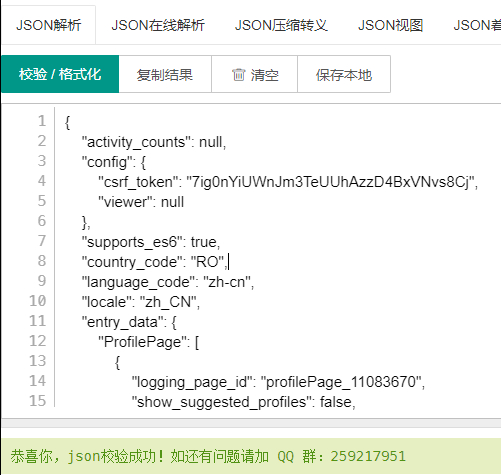 JSON解析 JSON在线解析 JSON压缩转义 JSON视图 JSON着
校验 / 格式化 复制结果 清空 保存本地
1 {
2 "activity_counts": null,
3 "config": {
4 "csrf_token": "7ig0nYiUWnJm3TeUUhAzzD4BxVNvs8Cj",
5 "viewer": null
6 },
7 "supports_es6": true,
8 "country_code": "RO",
9 "language_code": "zh-cn",
10 "locale": "zh_CN",
11 "entry_data": {
12 "ProfilePage": [
13 {
14 "logging_page_id": "profilePage_11083670",
15 "show_suggested_profiles": false,
恭喜你，json校验成功！如还有问题请加 QQ 群：259217951